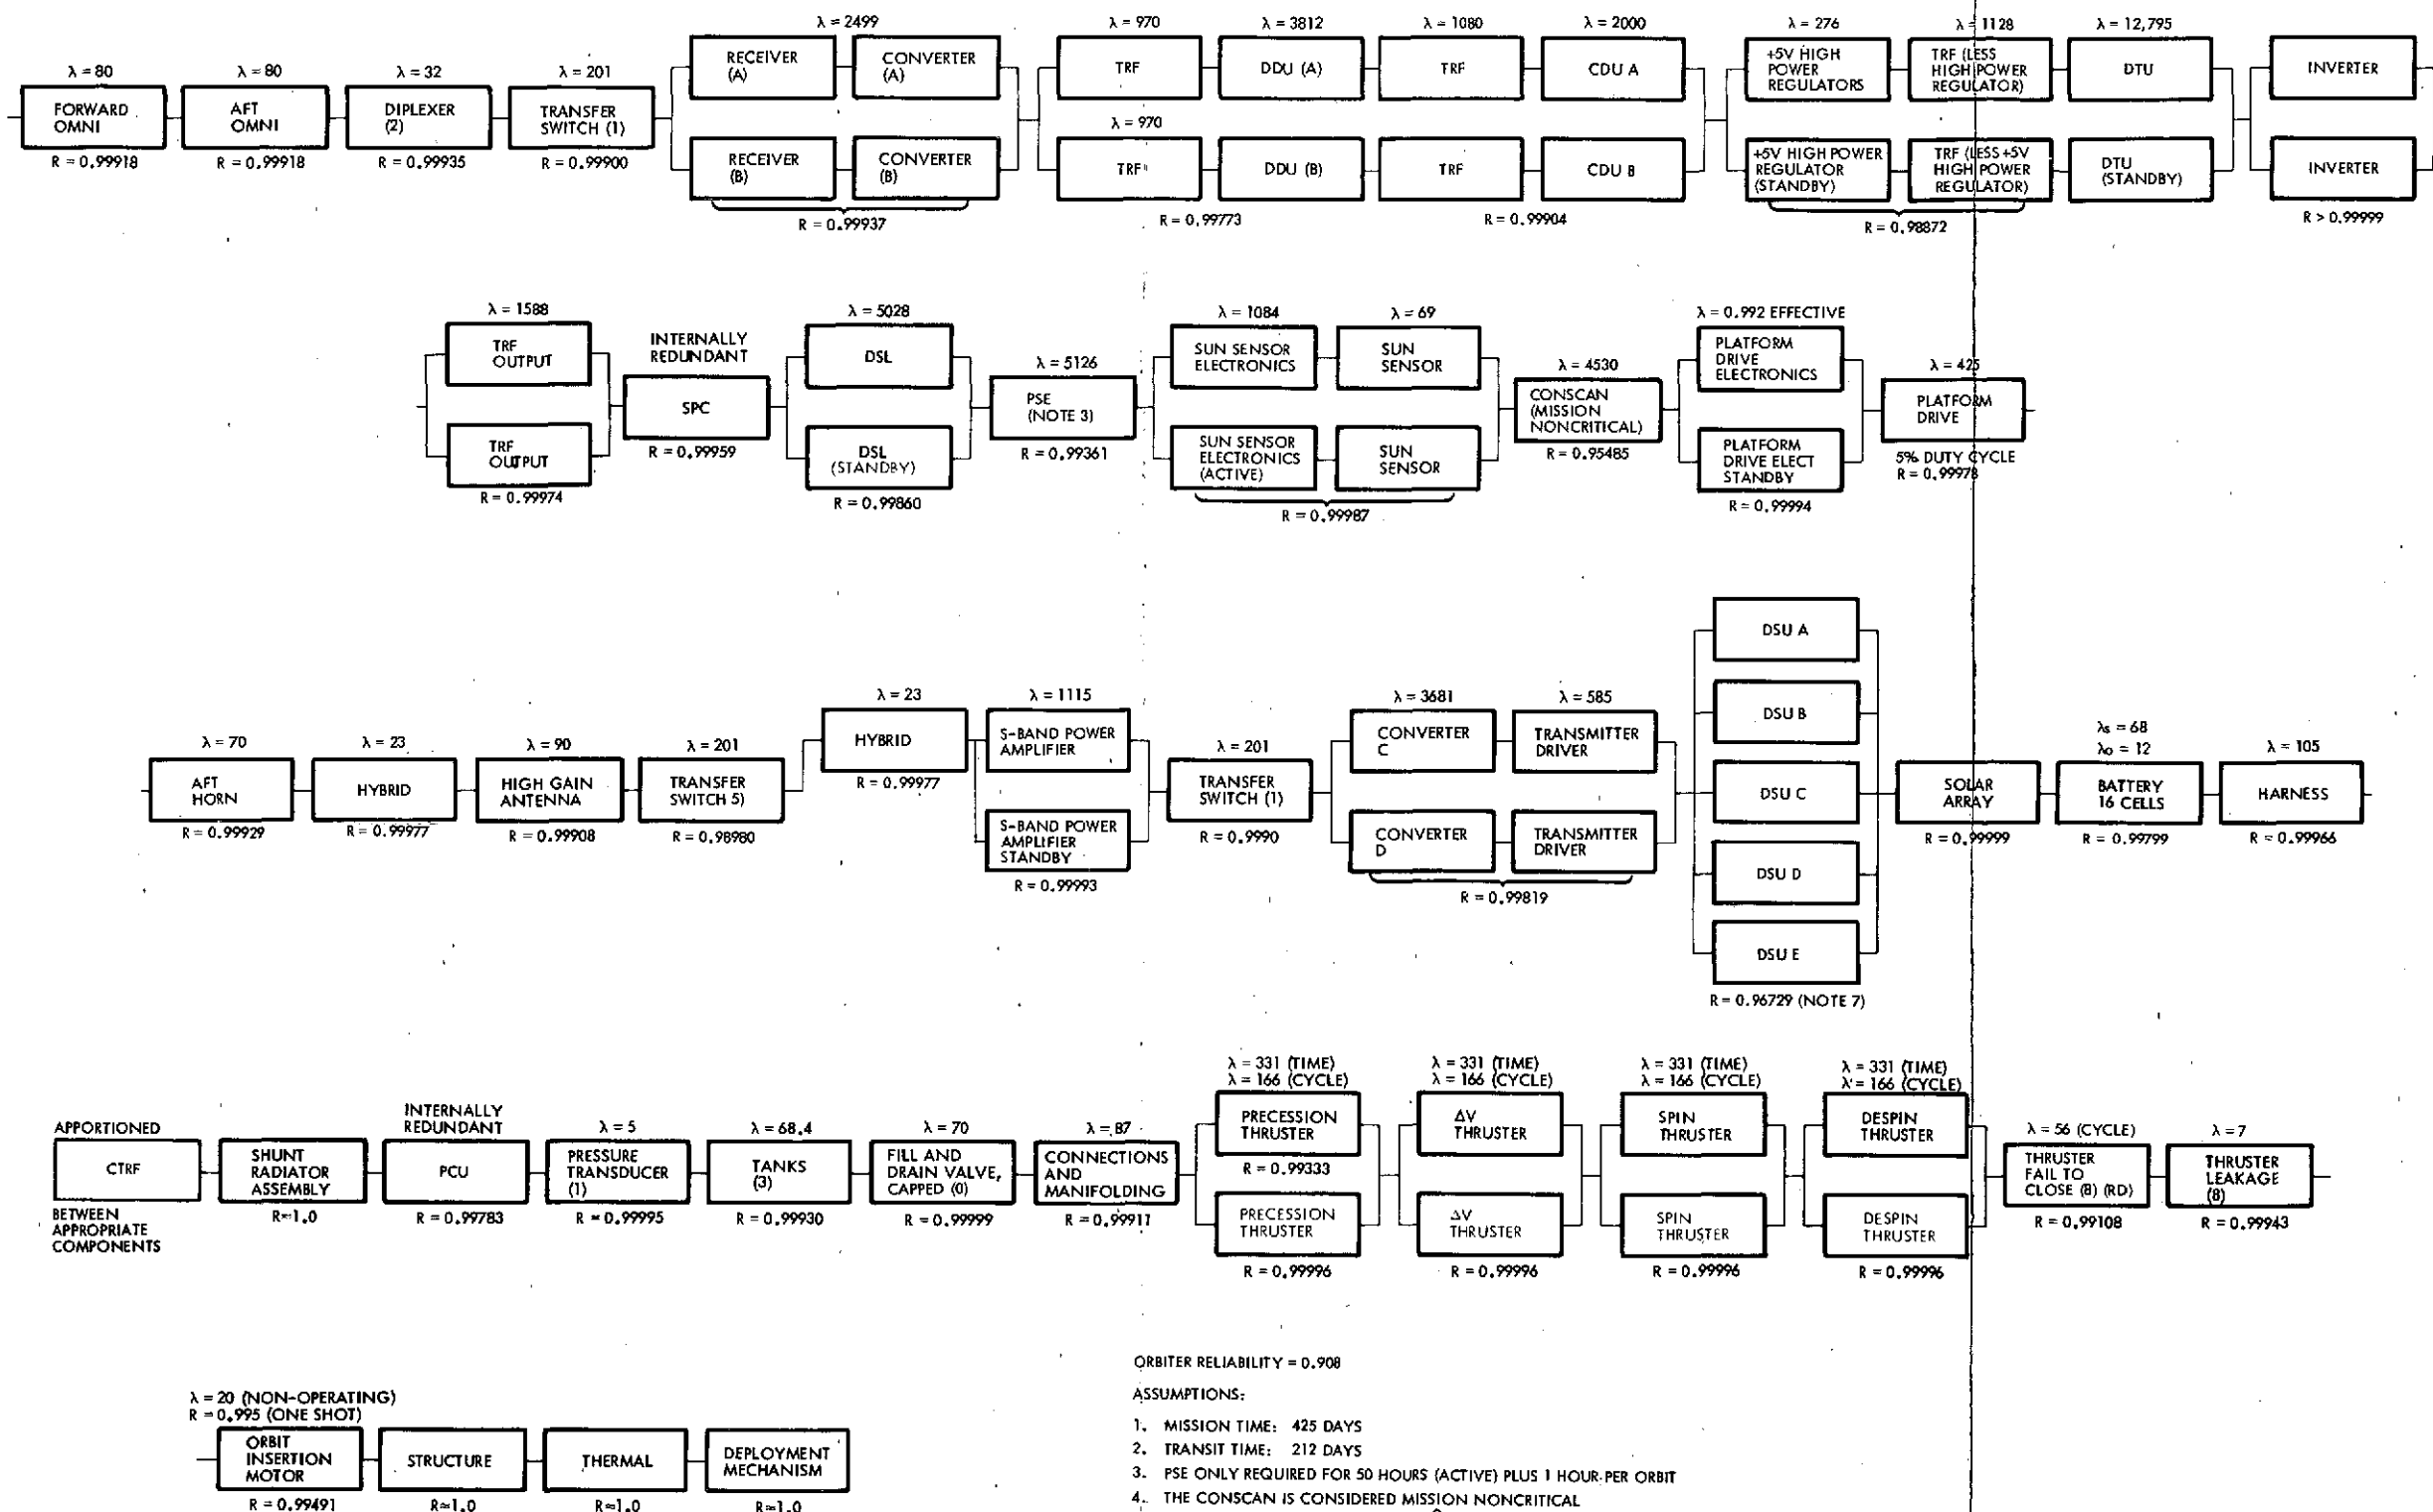 λ = 80
FORWARD
OMNI
R = 0.99918
λ = 80
AFT
OMNI
R = 0.99918
λ = 32
DIPLEXER
(2)
R = 0.99935
λ = 201
TRANSFER
SWITCH (1)
R = 0.99900
λ = 2499
RECEIVER
(A)
CONVERTER
(A)
RECEIVER
(B)
CONVERTER
(B)
R = 0.99937
λ = 970
TRF
λ = 3812
DDU (A)
λ = 1080
TRF
λ = 2000
CDU A
λ = 970
TRF
DDU (B)
TRF
CDU B
R = 0.99773
R = 0.99904
λ = 276
+5V HIGH
POWER
REGULATORS
λ = 1128
TRF (LESS
HIGH POWER
REGULATOR)
λ = 12,795
DTU
+5V HIGH POWER
REGULATOR
(STANDBY)
TRF (LESS +5V
HIGH POWER
REGULATOR)
DTU
(STANDBY)
R = 0.98872
INVERTER
INVERTER
R > 0.99999
λ = 1588
TRF
OUTPUT
TRF
OUTPUT
R = 0.99974
INTERNALLY
REDUNDANT
SPC
R = 0.99959
λ = 5028
DSL
DSL
(STANDBY)
R = 0.99860
λ = 5126
PSE
(NOTE 3)
R = 0.99361
λ = 1084
SUN SENSOR
ELECTRONICS
λ = 69
SUN
SENSOR
SUN SENSOR
ELECTRONICS
(ACTIVE)
SUN
SENSOR
R = 0.99987
λ = 4530
CONSCAN
(MISSION
NONCRITICAL)
R = 0.95485
λ = 0.992 EFFECTIVE
PLATFORM
DRIVE
ELECTRONICS
PLATFORM
DRIVE ELECT
STANDBY
R = 0.99994
λ = 425
PLATFORM
DRIVE
5% DUTY CYCLE
R = 0.99978
λ = 70
AFT
HORN
R = 0.99929
λ = 23
HYBRID
R = 0.99977
λ = 90
HIGH GAIN
ANTENNA
R = 0.99908
λ = 201
TRANSFER
SWITCH 5)
R = 0.98980
λ = 23
HYBRID
R = 0.99977
λ = 1115
S-BAND POWER
AMPLIFIER
S-BAND POWER
AMPLIFIER
STANDBY
R = 0.99993
λ = 201
TRANSFER
SWITCH (1)
R = 0.9990
λ = 3681
CONVERTER
C
λ = 585
TRANSMITTER
DRIVER
CONVERTER
D
TRANSMITTER
DRIVER
R = 0.99819
DSU A
DSU B
DSU C
DSU D
DSU E
R = 0.96729 (NOTE 7)
SOLAR
ARRAY
R = 0.99999
λs = 68
λo = 12
BATTERY
16 CELLS
R = 0.99799
λ = 105
HARNESS
R = 0.99966
APPORTIONED
CTRF
BETWEEN
APPROPRIATE
COMPONENTS
SHUNT
RADIATOR
ASSEMBLY
R≈1.0
INTERNALLY
REDUNDANT
PCU
R = 0.99783
λ = 5
PRESSURE
TRANSDUCER
(1)
R = 0.99995
λ = 68.4
TANKS
(3)
R = 0.99930
λ = 70
FILL AND
DRAIN VALVE,
CAPPED (0)
R = 0.99999
λ = 87
CONNECTIONS
AND
MANIFOLDING
R = 0.99911
λ = 331 (TIME)
λ = 166 (CYCLE)
PRECESSION
THRUSTER
R = 0.99333
PRECESSION
THRUSTER
R = 0.99996
λ = 331 (TIME)
λ = 166 (CYCLE)
ΔV
THRUSTER
ΔV
THRUSTER
R = 0.99996
λ = 331 (TIME)
λ = 166 (CYCLE)
SPIN
THRUSTER
SPIN
THRUSTER
R = 0.99996
λ = 331 (TIME)
λ = 166 (CYCLE)
DESPIN
THRUSTER
DESPIN
THRUSTER
R = 0.99996
λ = 56 (CYCLE)
THRUSTER
FAIL TO
CLOSE (8) (RD)
R = 0.99108
λ = 7
THRUSTER
LEAKAGE
(8)
R = 0.99943
λ = 20 (NON-OPERATING)
R = 0.995 (ONE SHOT)
ORBIT
INSERTION
MOTOR
R = 0.99491
STRUCTURE
R≈1.0
THERMAL
R≈1.0
DEPLOYMENT
MECHANISM
R≈1.0
ORBITER RELIABILITY = 0.908
ASSUMPTIONS:
1. MISSION TIME: 425 DAYS
2. TRANSIT TIME: 212 DAYS
3. PSE ONLY REQUIRED FOR 50 HOURS (ACTIVE) PLUS 1 HOUR PER ORBIT
4. THE CONSCAN IS CONSIDERED MISSION NONCRITICAL